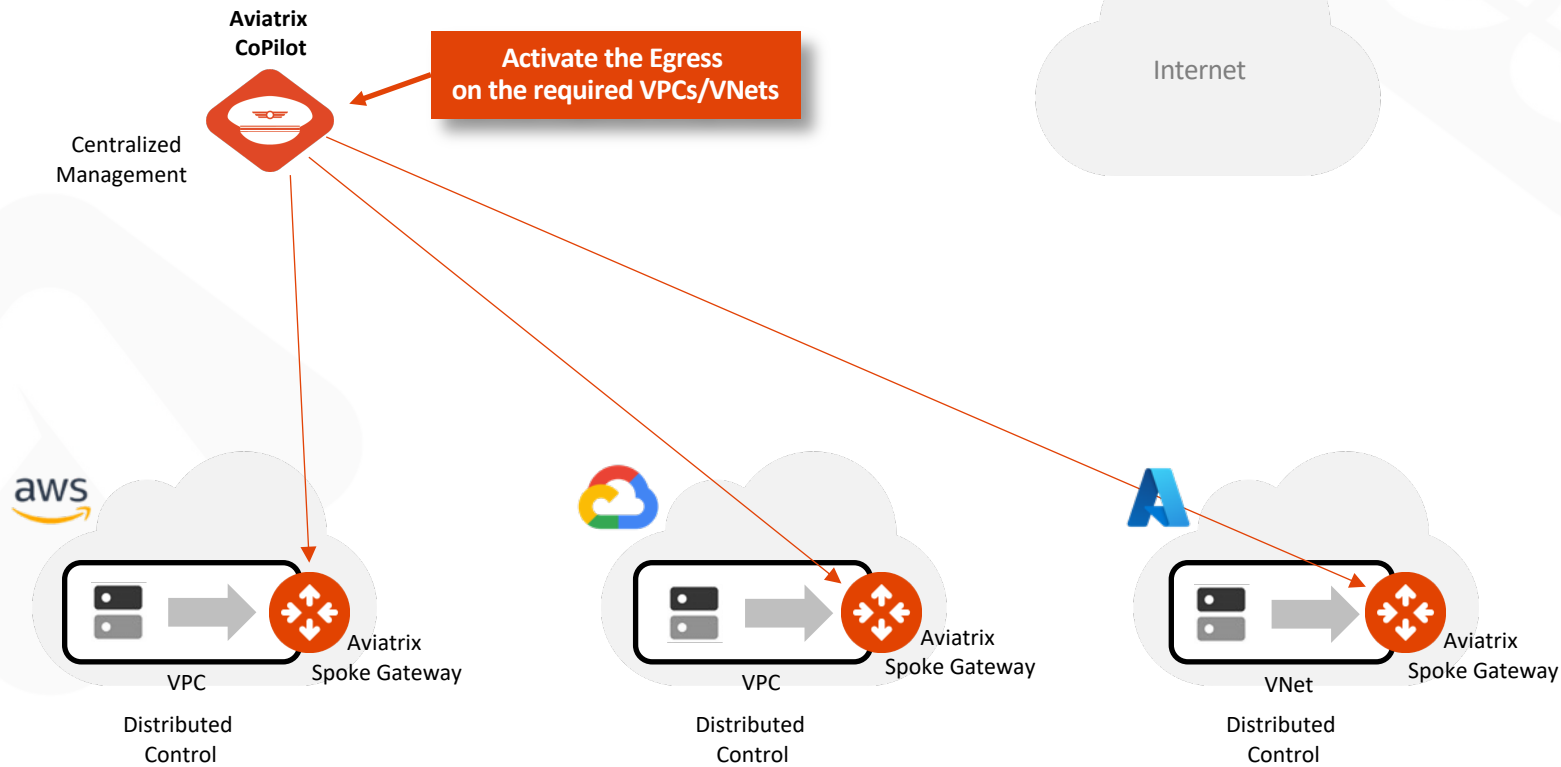 Aviatrix
CoPilot
Activate the Egress
on the required VPCs/VNets
Internet
Centralized
Management
aws
Aviatrix
Spoke Gateway
VPC
Distributed
Control
Aviatrix
Spoke Gateway
VPC
Distributed
Control
Aviatrix
Spoke Gateway
VNet
Distributed
Control